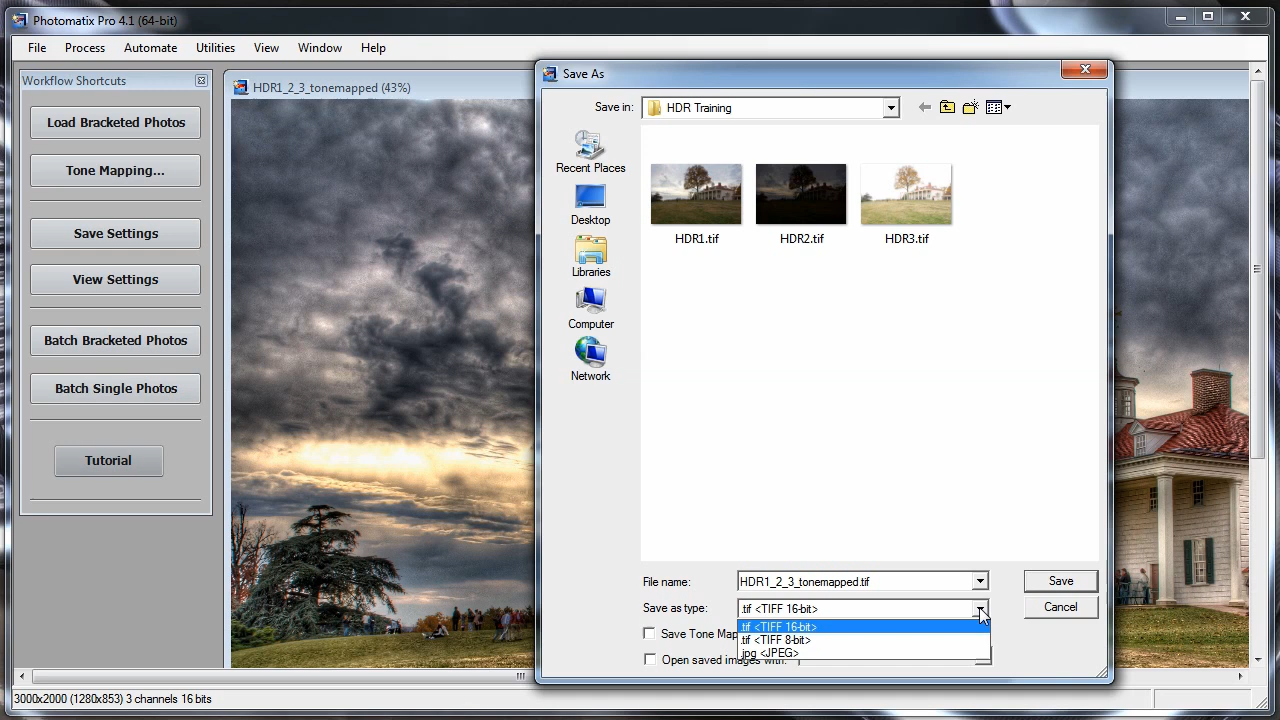 Photomatix Pro 4.1 (64-bit)
File Process Automate Utilities View Window Help
Workflow Shortcuts
Load Bracketed Photos
Tone Mapping...
Save Settings
View Settings
Batch Bracketed Photos
Batch Single Photos
Tutorial
HDR1_2_3_tonemapped (43%)
Save As
Save in: HDR Training
Recent Places
Desktop
Libraries
Computer
Network
HDR1.tif HDR2.tif HDR3.tif
File name: HDR1_2_3_tonemapped.tif Save
Save as type: .tif <TIFF 16-bit> Cancel
.tif <TIFF 16-bit>
.tif <TIFF 8-bit>
.jpg <JPEG>
Save Tone Map
Open saved images with:
3000x2000 (1280x853) 3 channels 16 bits